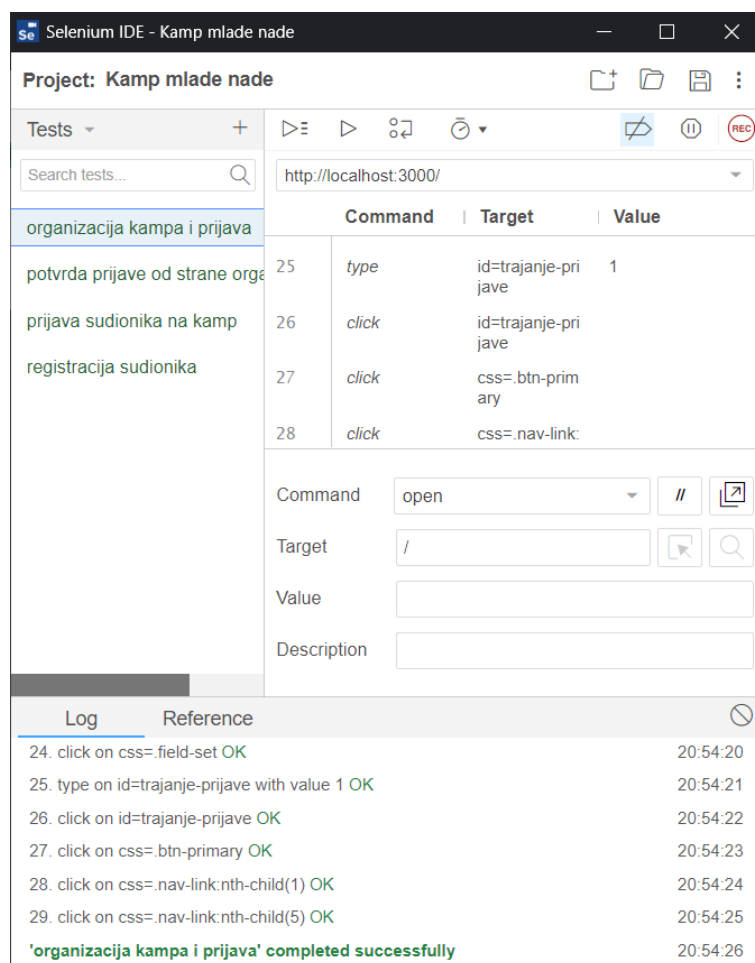 Se Selenium IDE - Kamp mlade nade
Project: Kamp mlade nade
Tests
Search tests...
organizacija kampa i prijava
potvrda prijave od strane orga
prijava sudionika na kamp
registracija sudionika
REC
http://localhost:3000/
Command Target Value
25 type id=trajanje-pri 1
jave
26 click id=trajanje-pri
jave
27 click css=.btn-prim
ary
28 click css=.nav-link:
Command open //
Target /
Value
Description
Log Reference
24. click on css=.field-set OK 20:54:20
25. type on id=trajanje-prijave with value 1 OK 20:54:21
26. click on id=trajanje-prijave OK 20:54:22
27. click on css=.btn-primary OK 20:54:23
28. click on css=.nav-link:nth-child(1) OK 20:54:24
29. click on css=.nav-link:nth-child(5) OK 20:54:25
'organizacija kampa i prijava' completed successfully 20:54:26